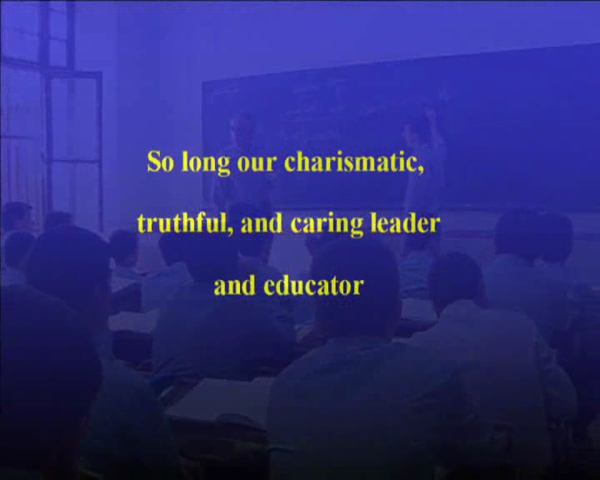 So long our charismatic,
truthful, and caring leader
and educator